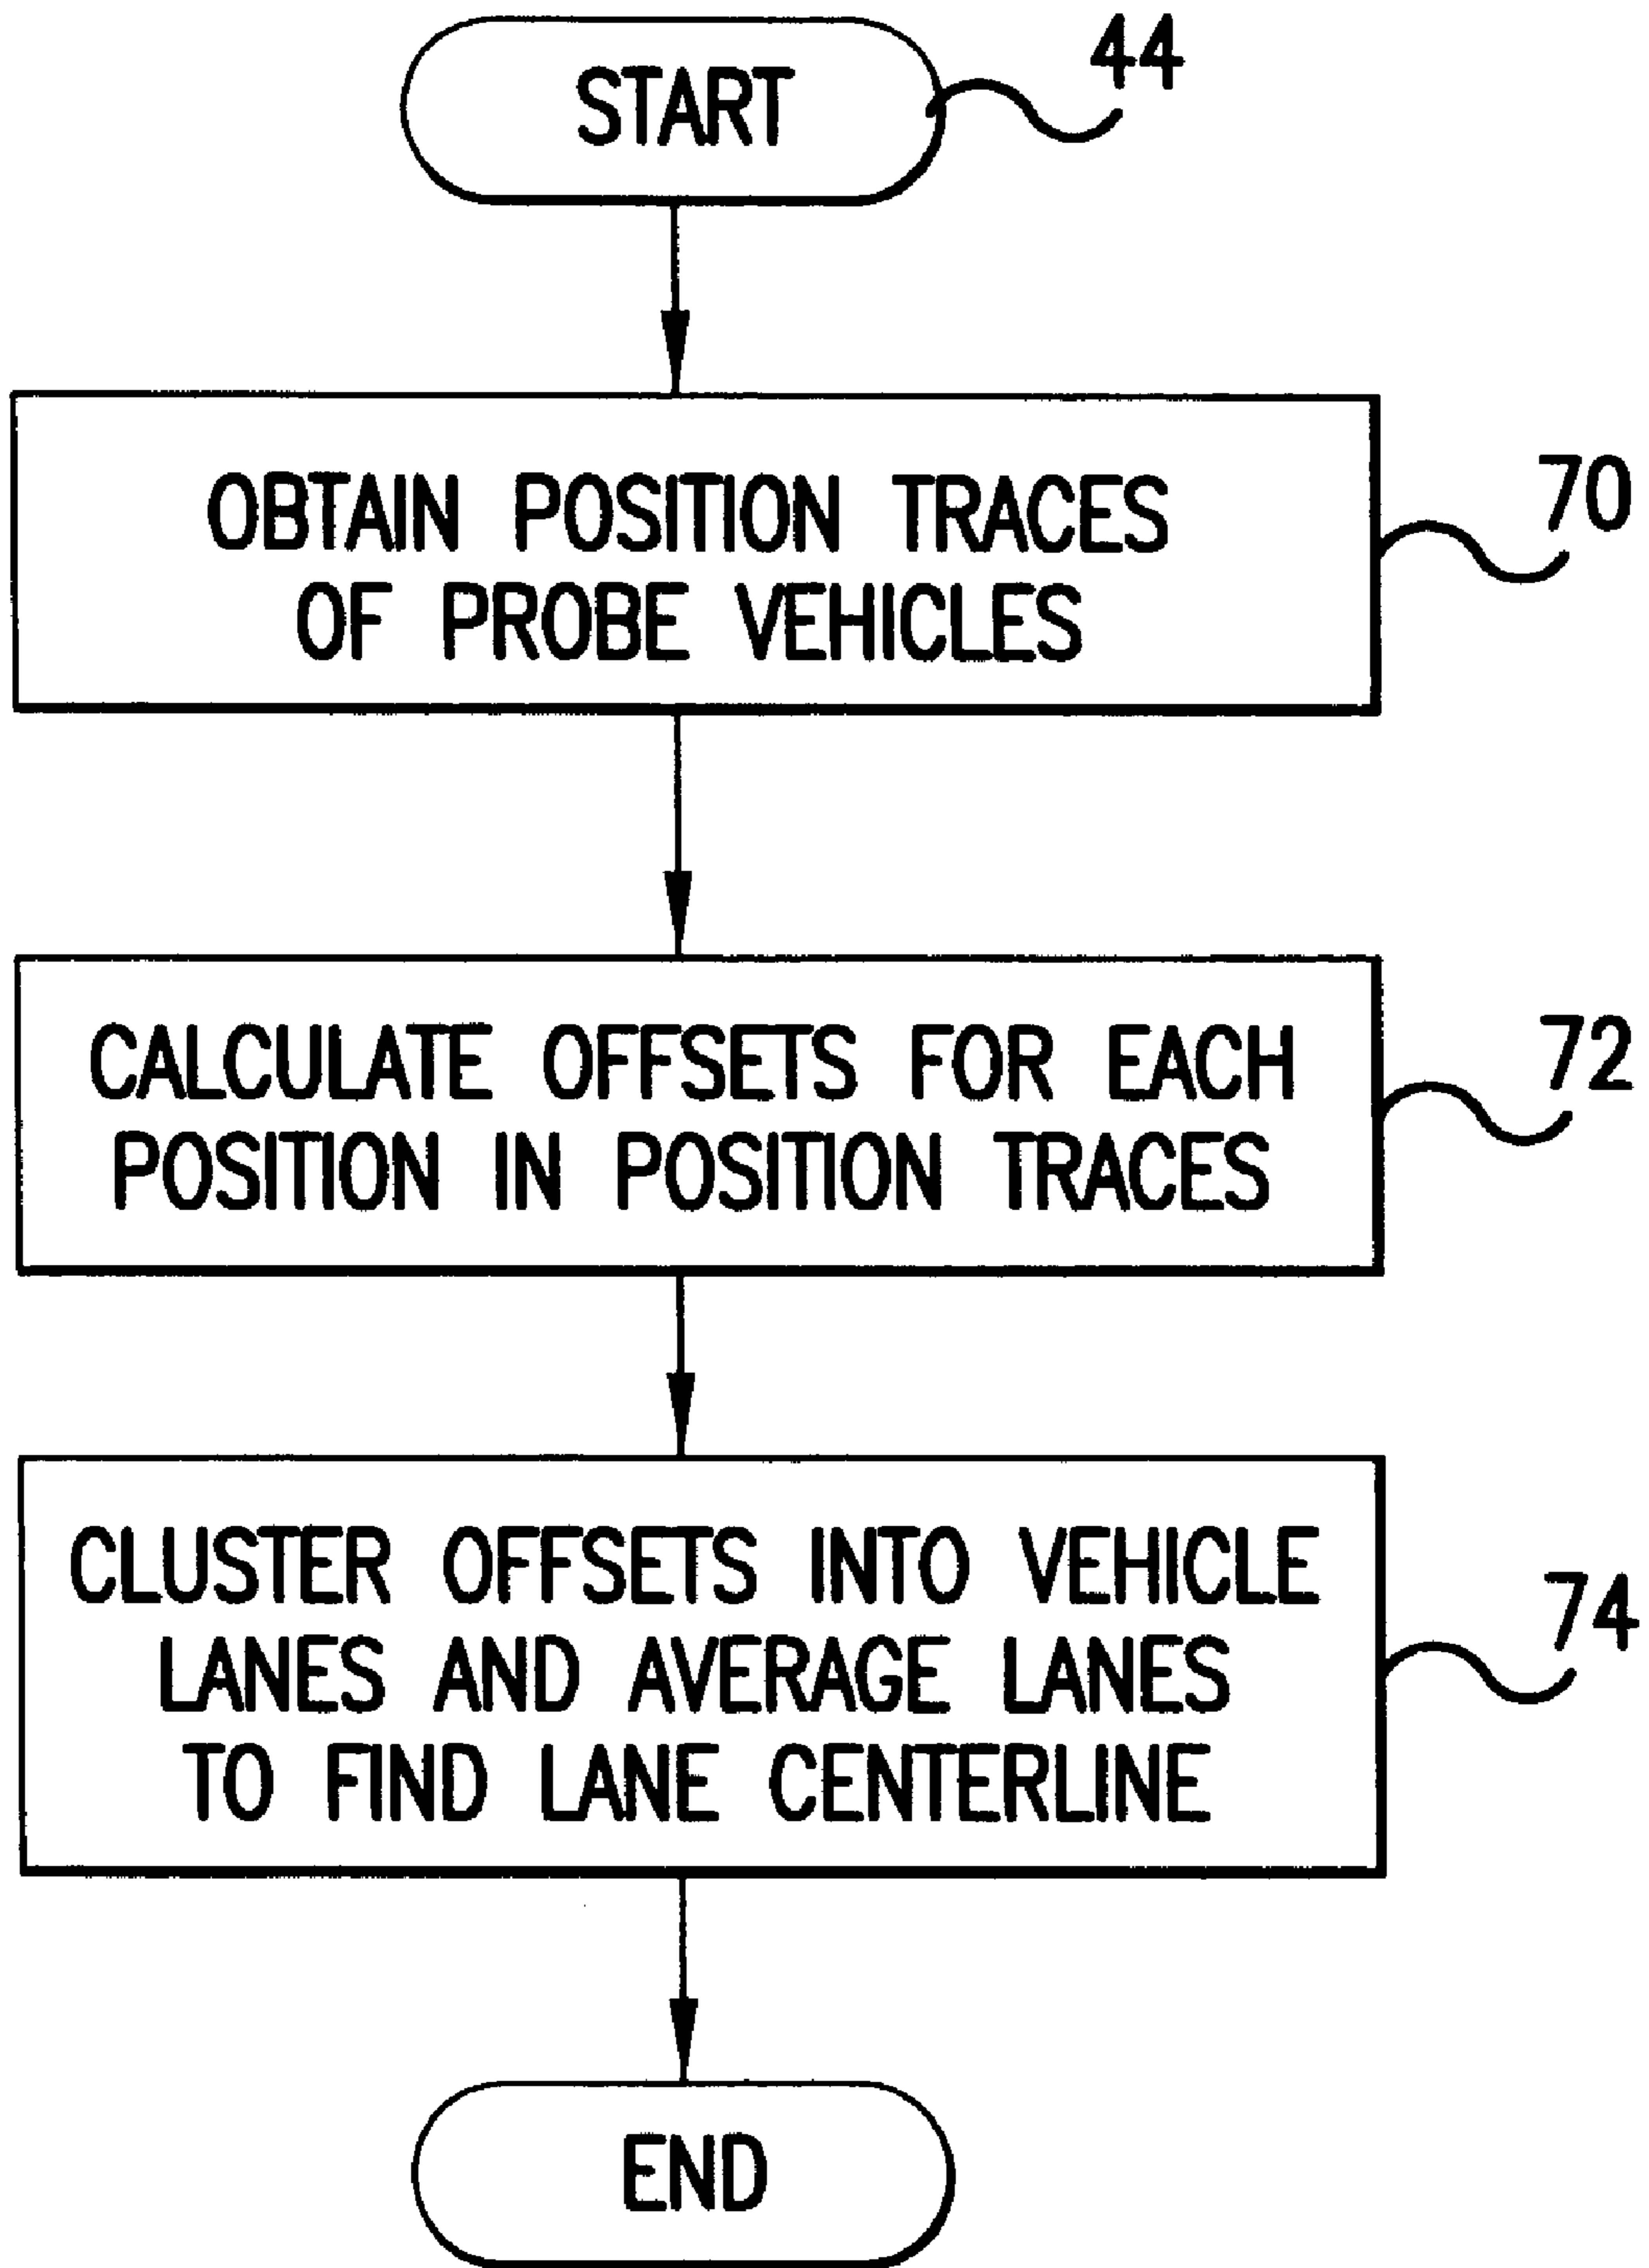 START
44
OBTAIN POSITION TRACES
OF PROBE VEHICLES
70
CALCULATE OFFSETS FOR EACH
POSITION IN POSITION TRACES
72
CLUSTER OFFSETS INTO VEHICLE
LANES AND AVERAGE LANES
TO FIND LANE CENTERLINE
74
END